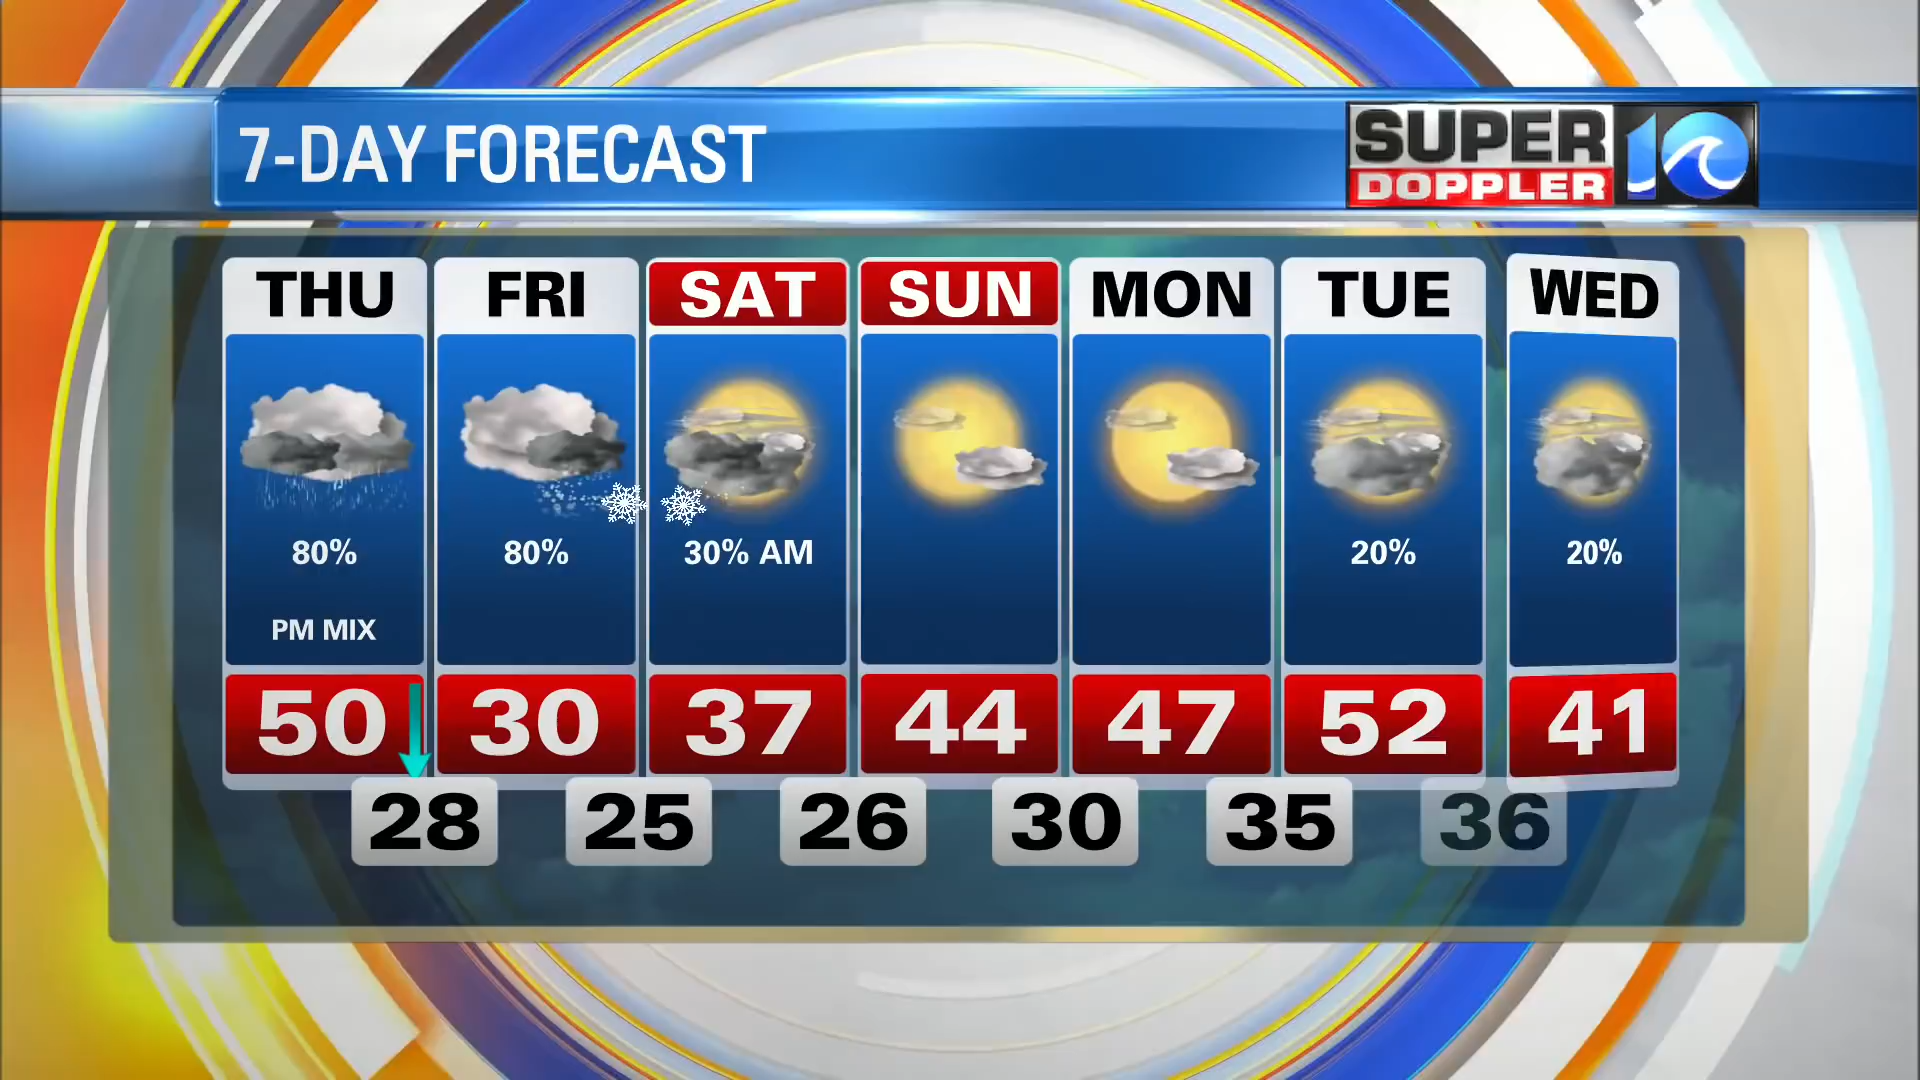 7-DAY FORECAST
SUPER
DOPPLER
10
THU FRI SAT SUN MON TUE WED
80% 80% 30% AM 20% 20%
PM MIX
50 30 37 44 47 52 41
28 25 26 30 35 36